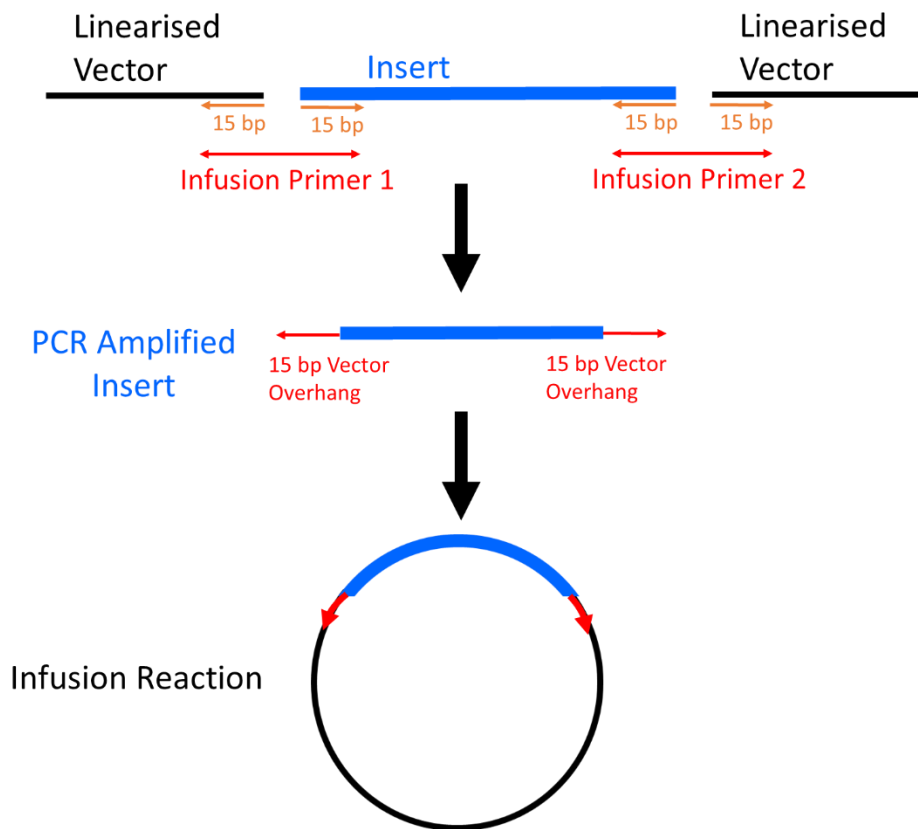 Linearised
Vector
Insert
Linearised
Vector
15 bp
15 bp
15 bp
15 bp
Infusion Primer 1
Infusion Primer 2
PCR Amplified
Insert
15 bp Vector
Overhang
15 bp Vector
Overhang
Infusion Reaction